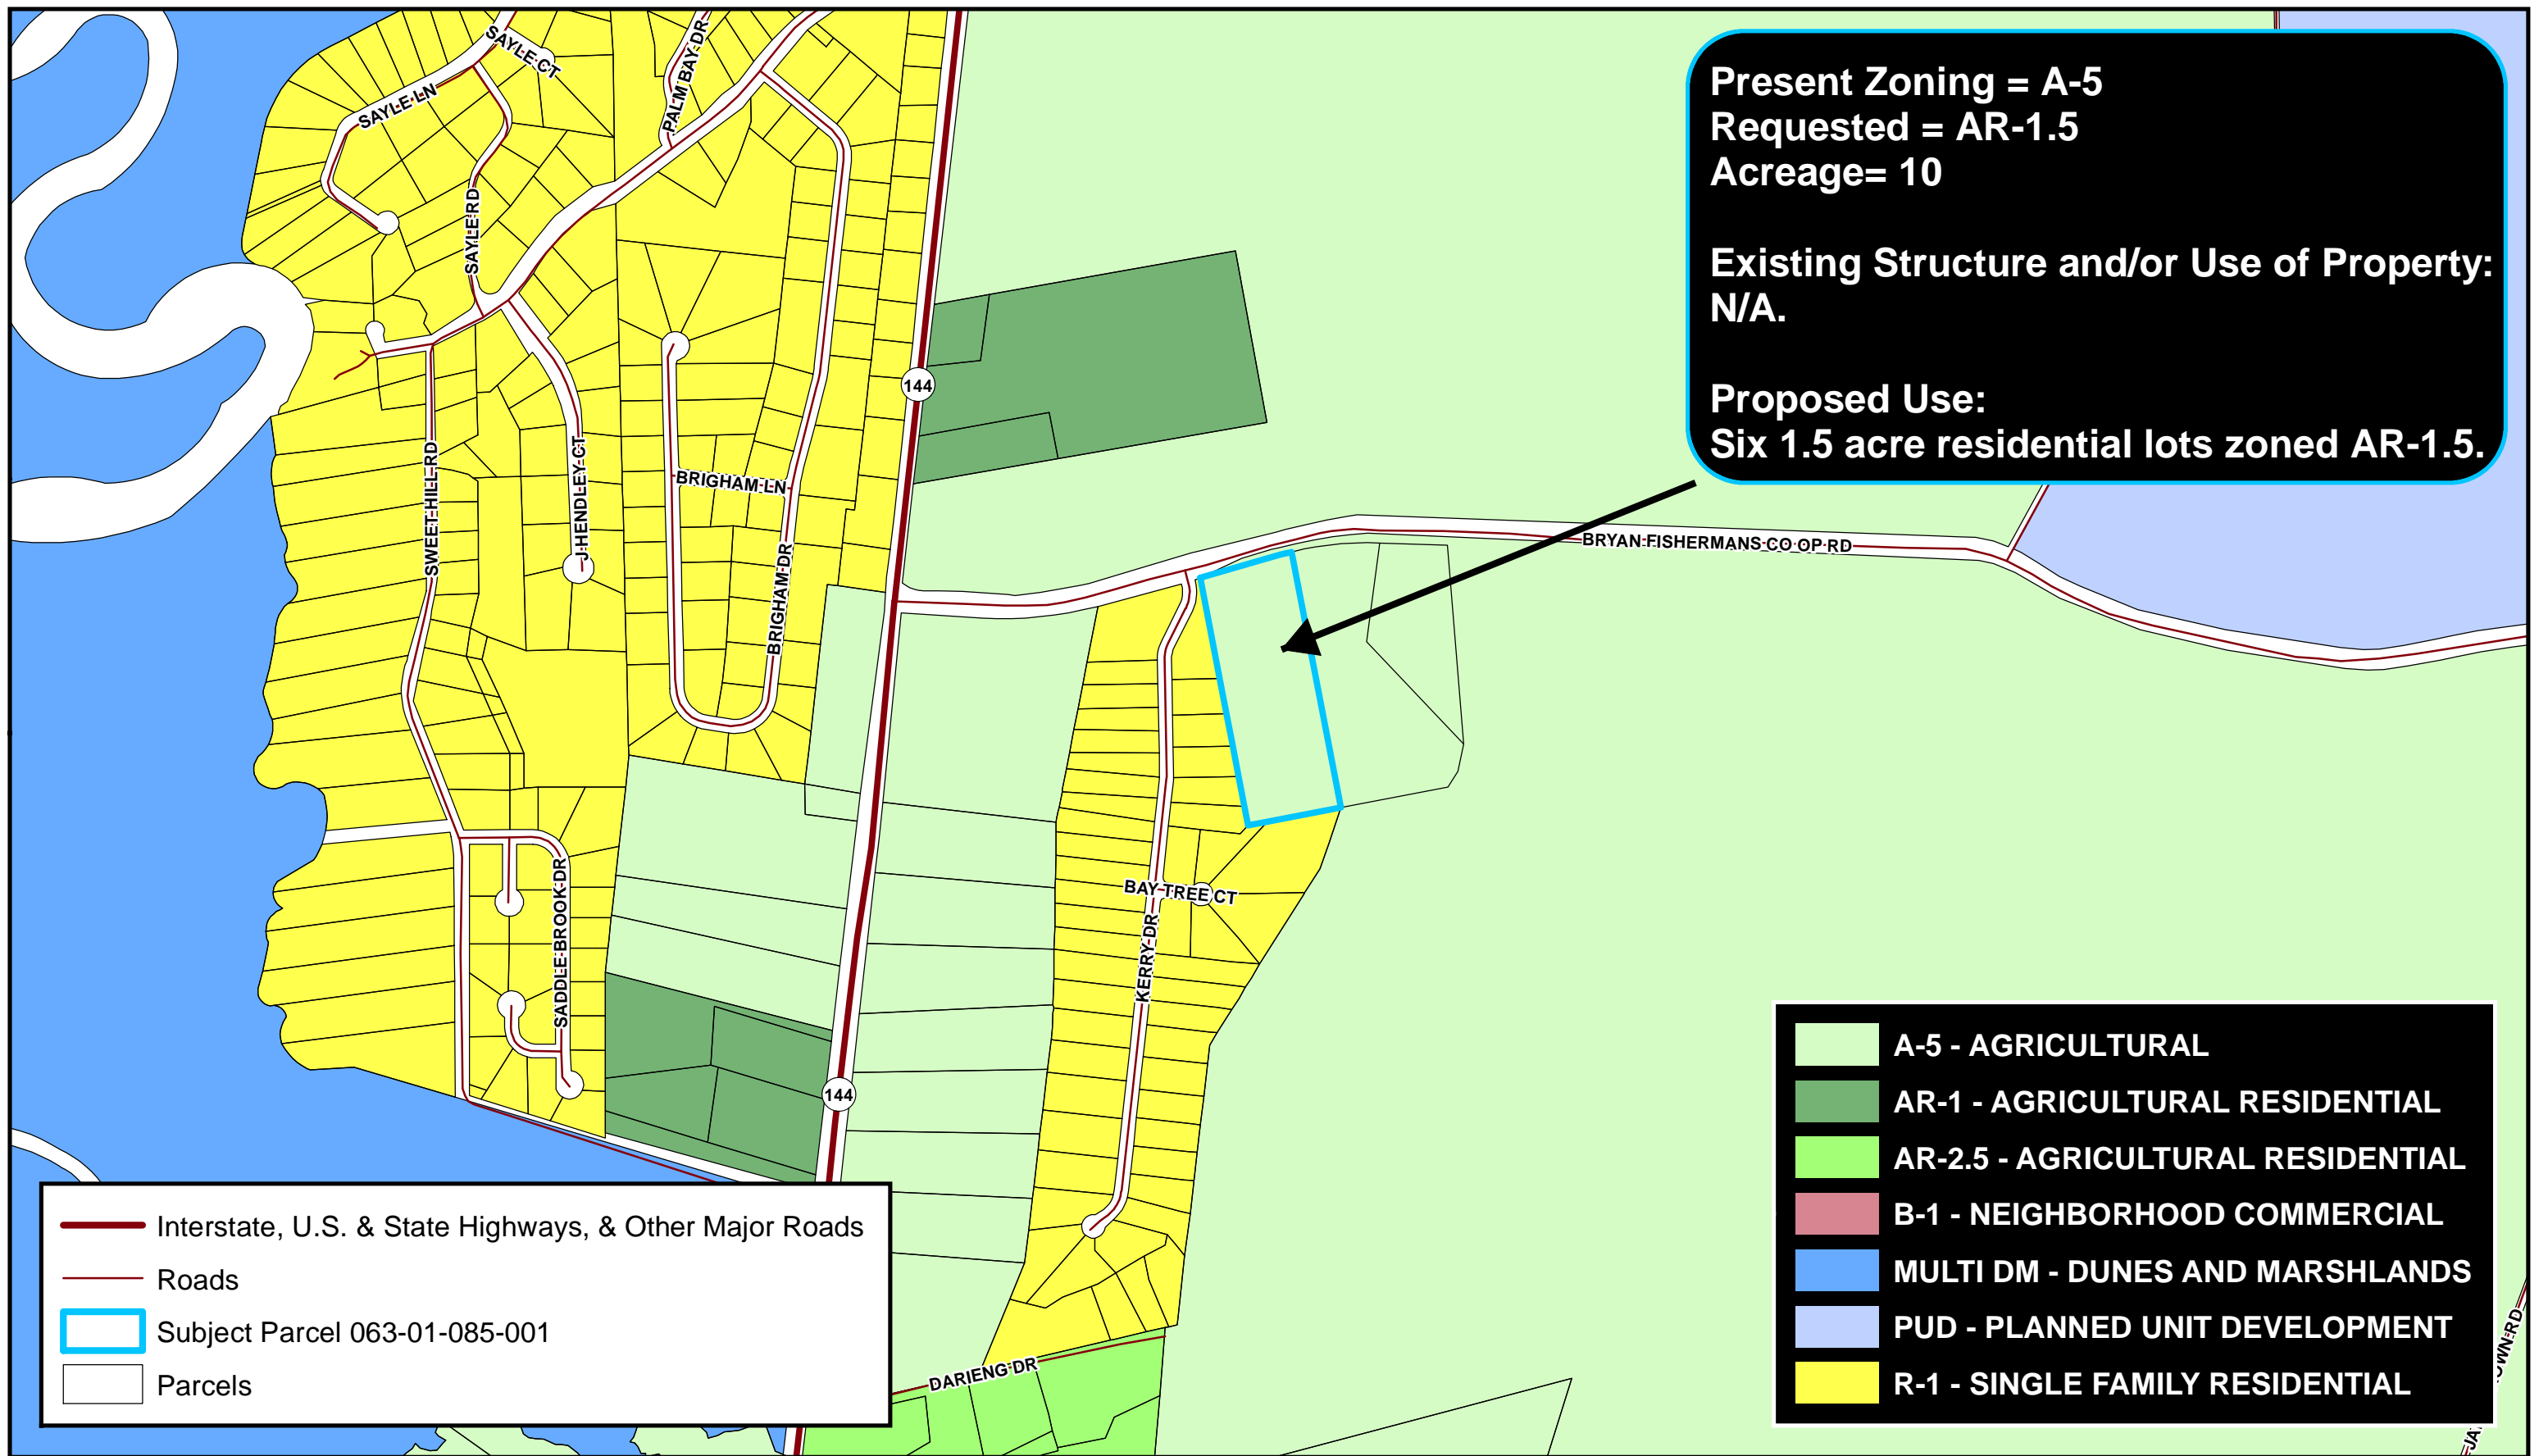 Present Zoning = A-5
Requested = AR-1.5
Acreage= 10
Existing Structure and/or Use of Property:
N/A.
Proposed Use:
Six 1.5 acre residential lots zoned AR-1.5.
SAYLE CT
SAYLE LN
PALM BAY DR
SAYLE RD
144
SWEET HILL RD
J HENDLEY CT
BRIGHAM LN
BRIGHAM DR
BRYAN FISHERMANS CO OP RD
SADDLE BROOK DR
BAY TREE CT
KERRY DR
144
DARIENG DR
Interstate, U.S. & State Highways, & Other Major Roads
Roads
Subject Parcel 063-01-085-001
Parcels
A-5 - AGRICULTURAL
AR-1 - AGRICULTURAL RESIDENTIAL
AR-2.5 - AGRICULTURAL RESIDENTIAL
B-1 - NEIGHBORHOOD COMMERCIAL
MULTI DM - DUNES AND MARSHLANDS
PUD - PLANNED UNIT DEVELOPMENT
R-1 - SINGLE FAMILY RESIDENTIAL